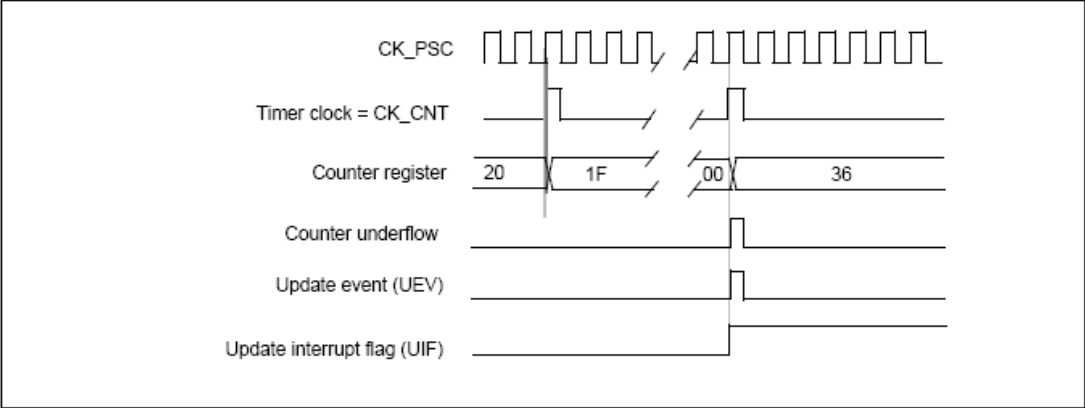 CK_PSC
Timer clock = CK_CNT
Counter register 20 1F 00 36
Counter underflow
Update event (UEV)
Update interrupt flag (UIF)